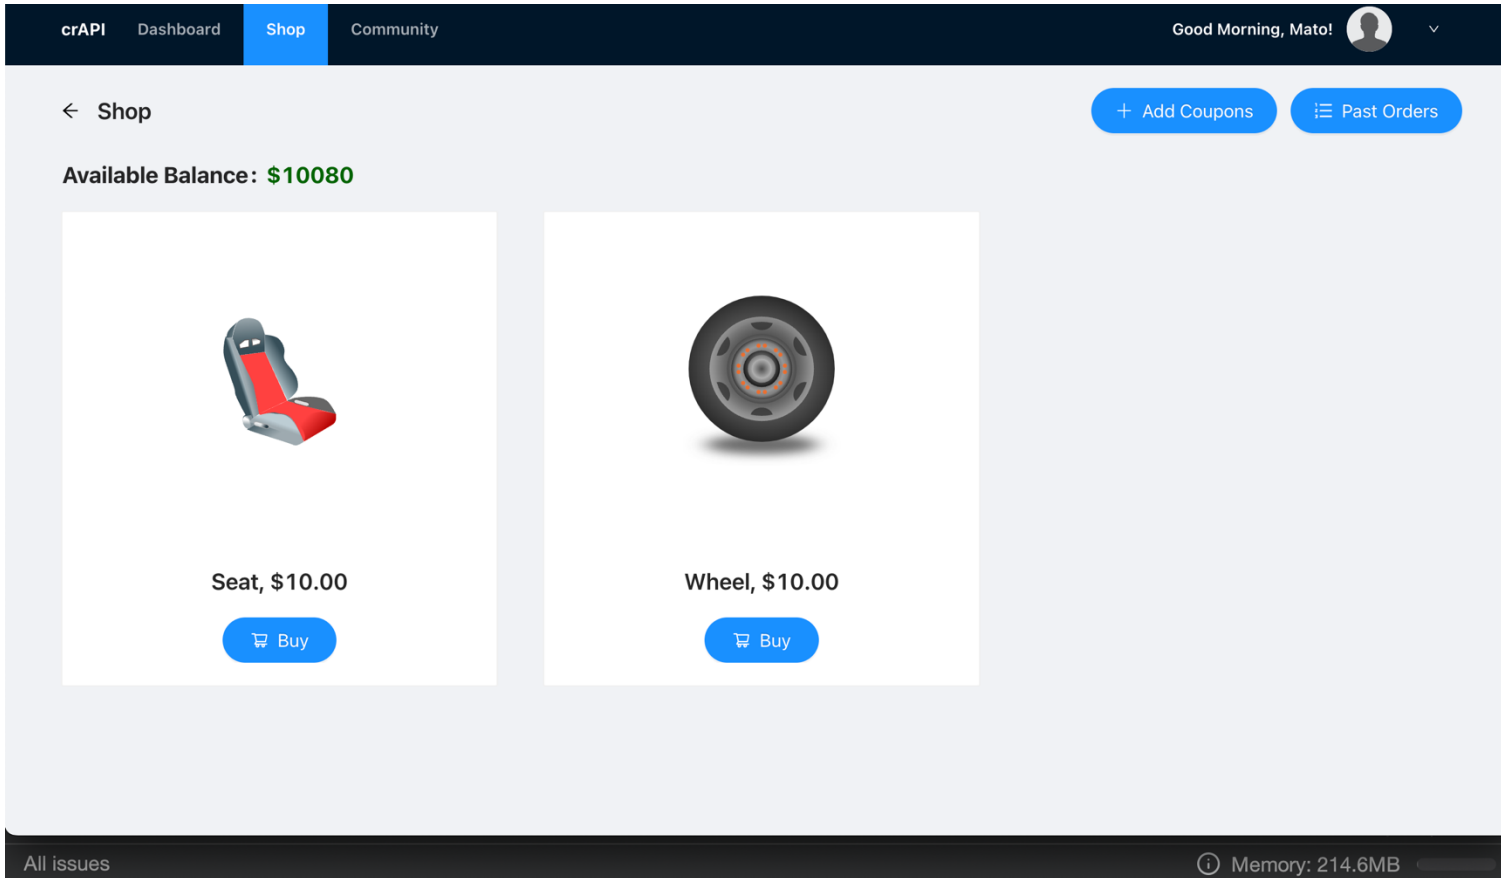 crAPI Dashboard Shop Community Good Morning, Mato!
Shop + Add Coupons Past Orders
Available Balance: $10080
Seat, $10.00 Wheel, $10.00
Buy Buy
All issues Memory: 214.6MB